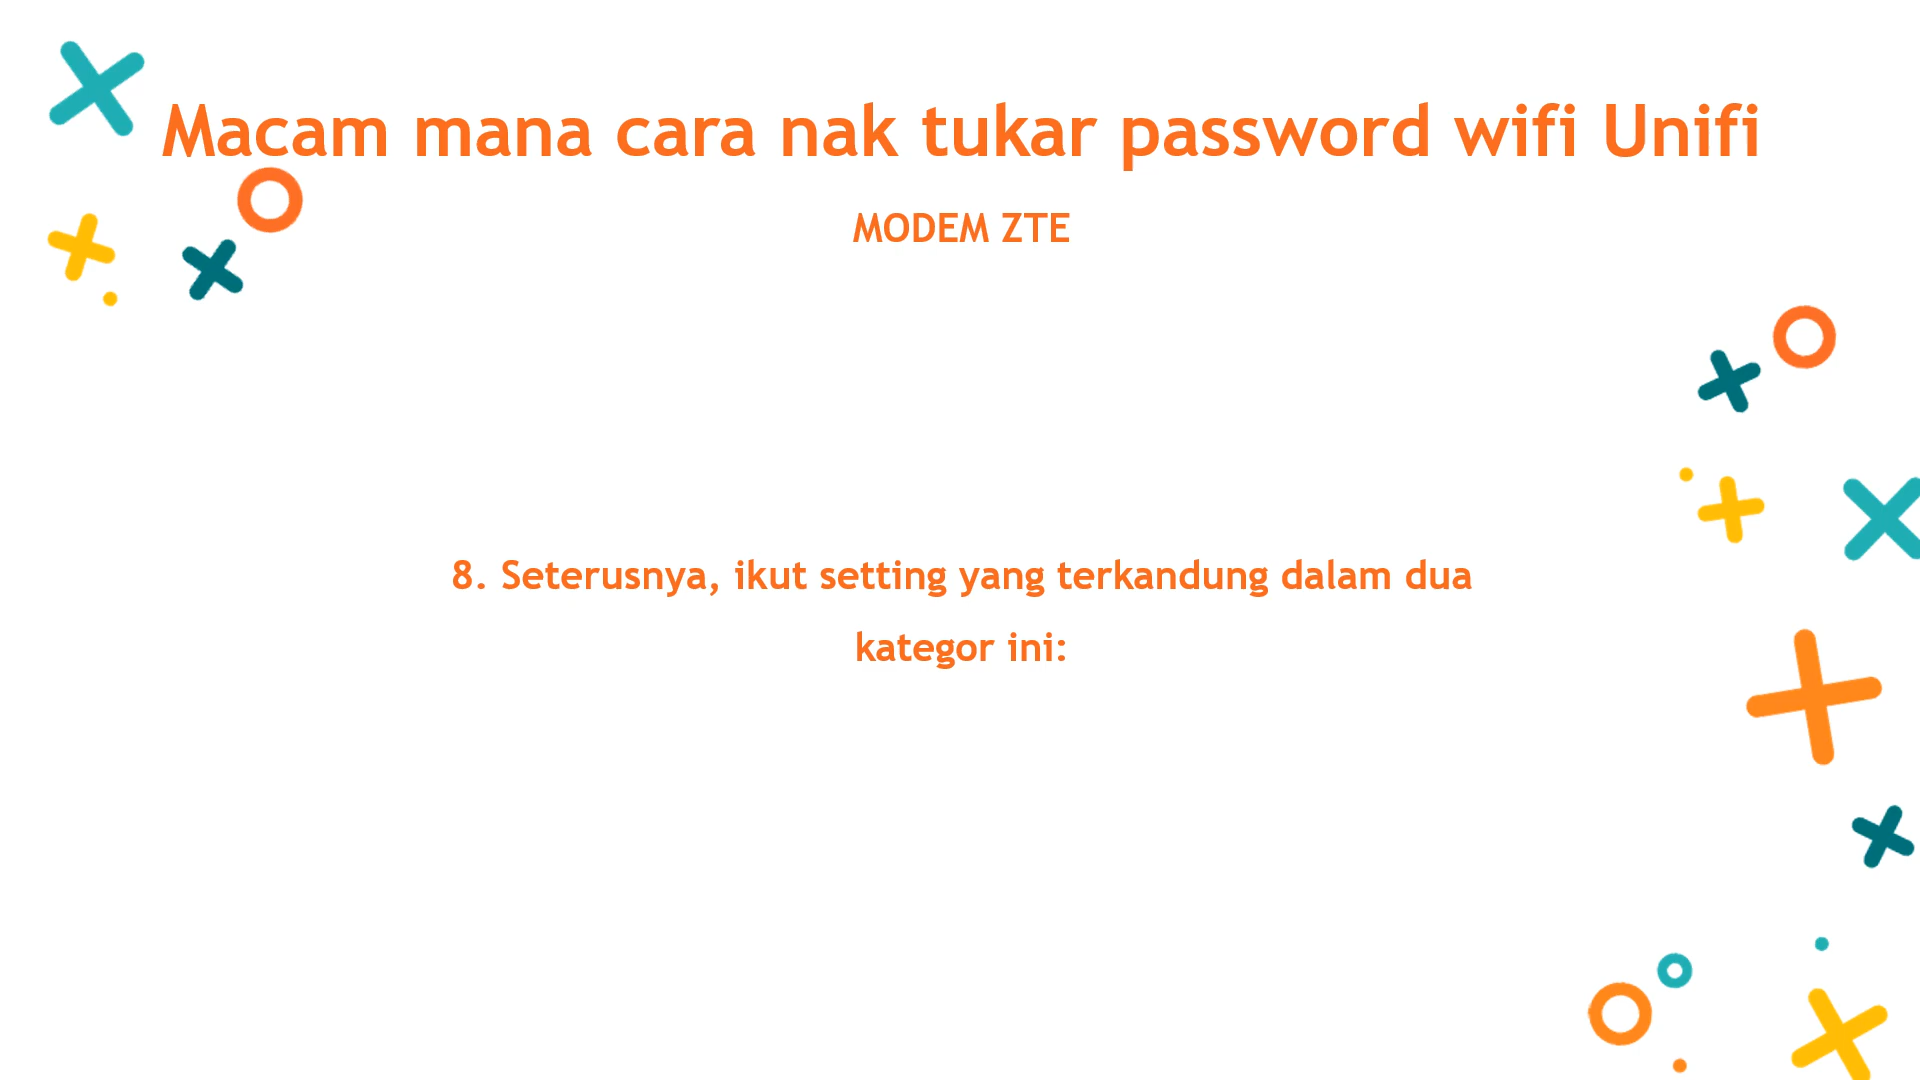 Macam mana cara nak tukar password wifi Unifi
MODEM ZTE
8. Seterusnya, ikut setting yang terkandung dalam dua
kategor ini: